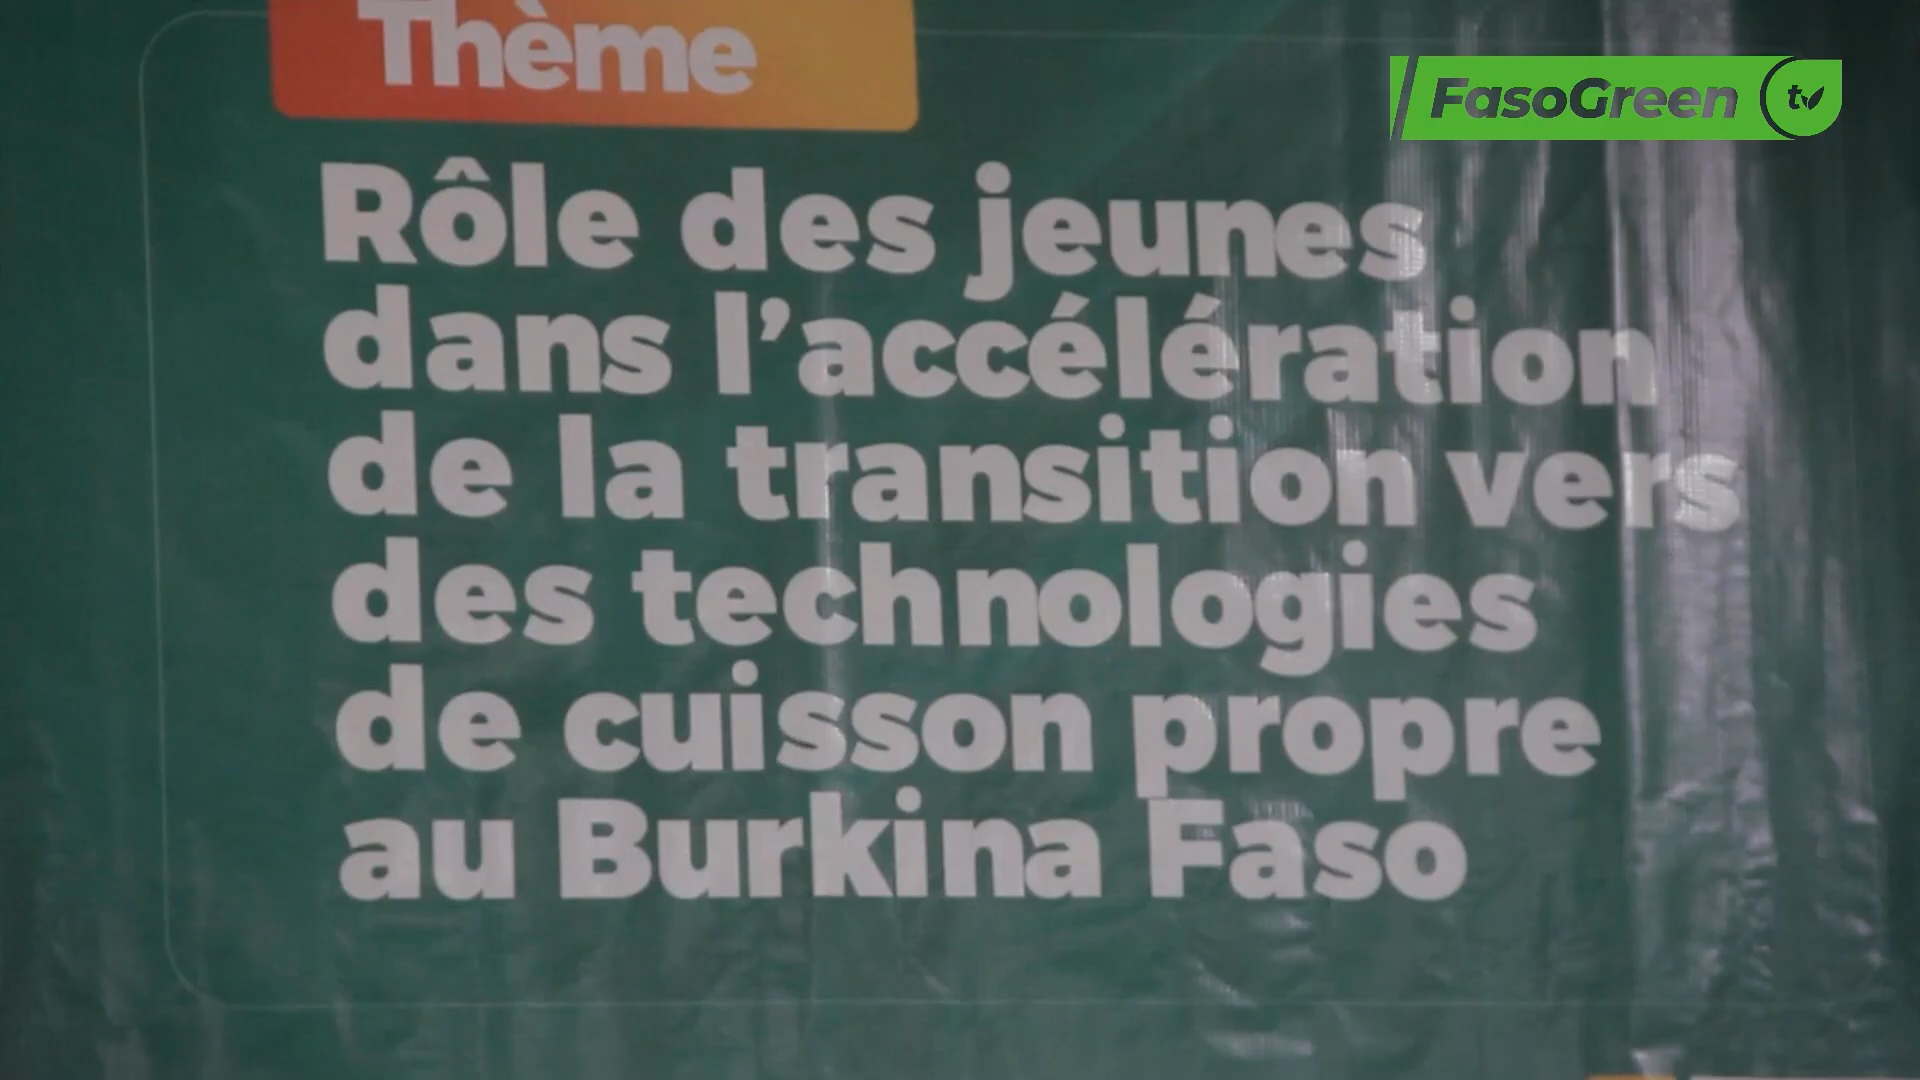 Thème
FasoGreen tv
Rôle des jeunes
dans l’accélération
de la transition vers
des technologies
de cuisson propre
au Burkina Faso